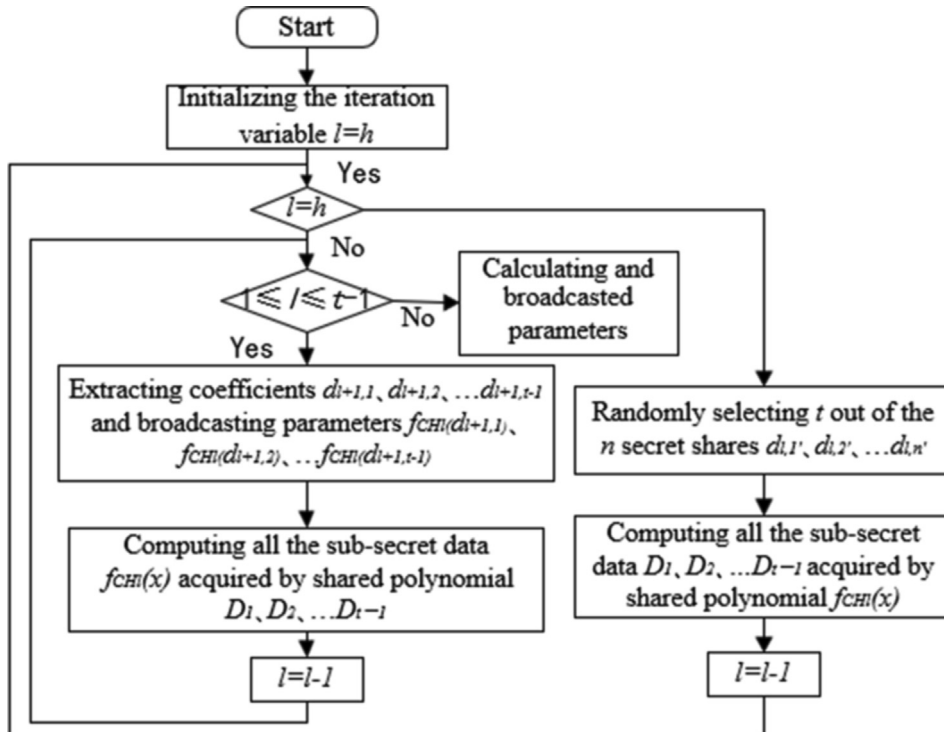 Start
Initializing the iteration
variable l=h
Yes
l=h
No
1≤l≤t-1
No
Calculating and
broadcasted
parameters
Yes
Extracting coefficients dl+1,1、dl+1,2、…dl+1,t-1
and broadcasting parameters fCHl(dl+1,1)、
fCHl(dl+1,2)、…fCHl(dl+1,t-1)
Computing all the sub-secret data
fCHl(x) acquired by shared polynomial
D1、D2、…Dt-1
l=l-1
Randomly selecting t out of the
n secret shares dl,1'、dl,2'、…dl,n'
Computing all the sub-secret
data D1、D2、…Dt-1 acquired by
shared polynomial fCHl(x)
l=l-1